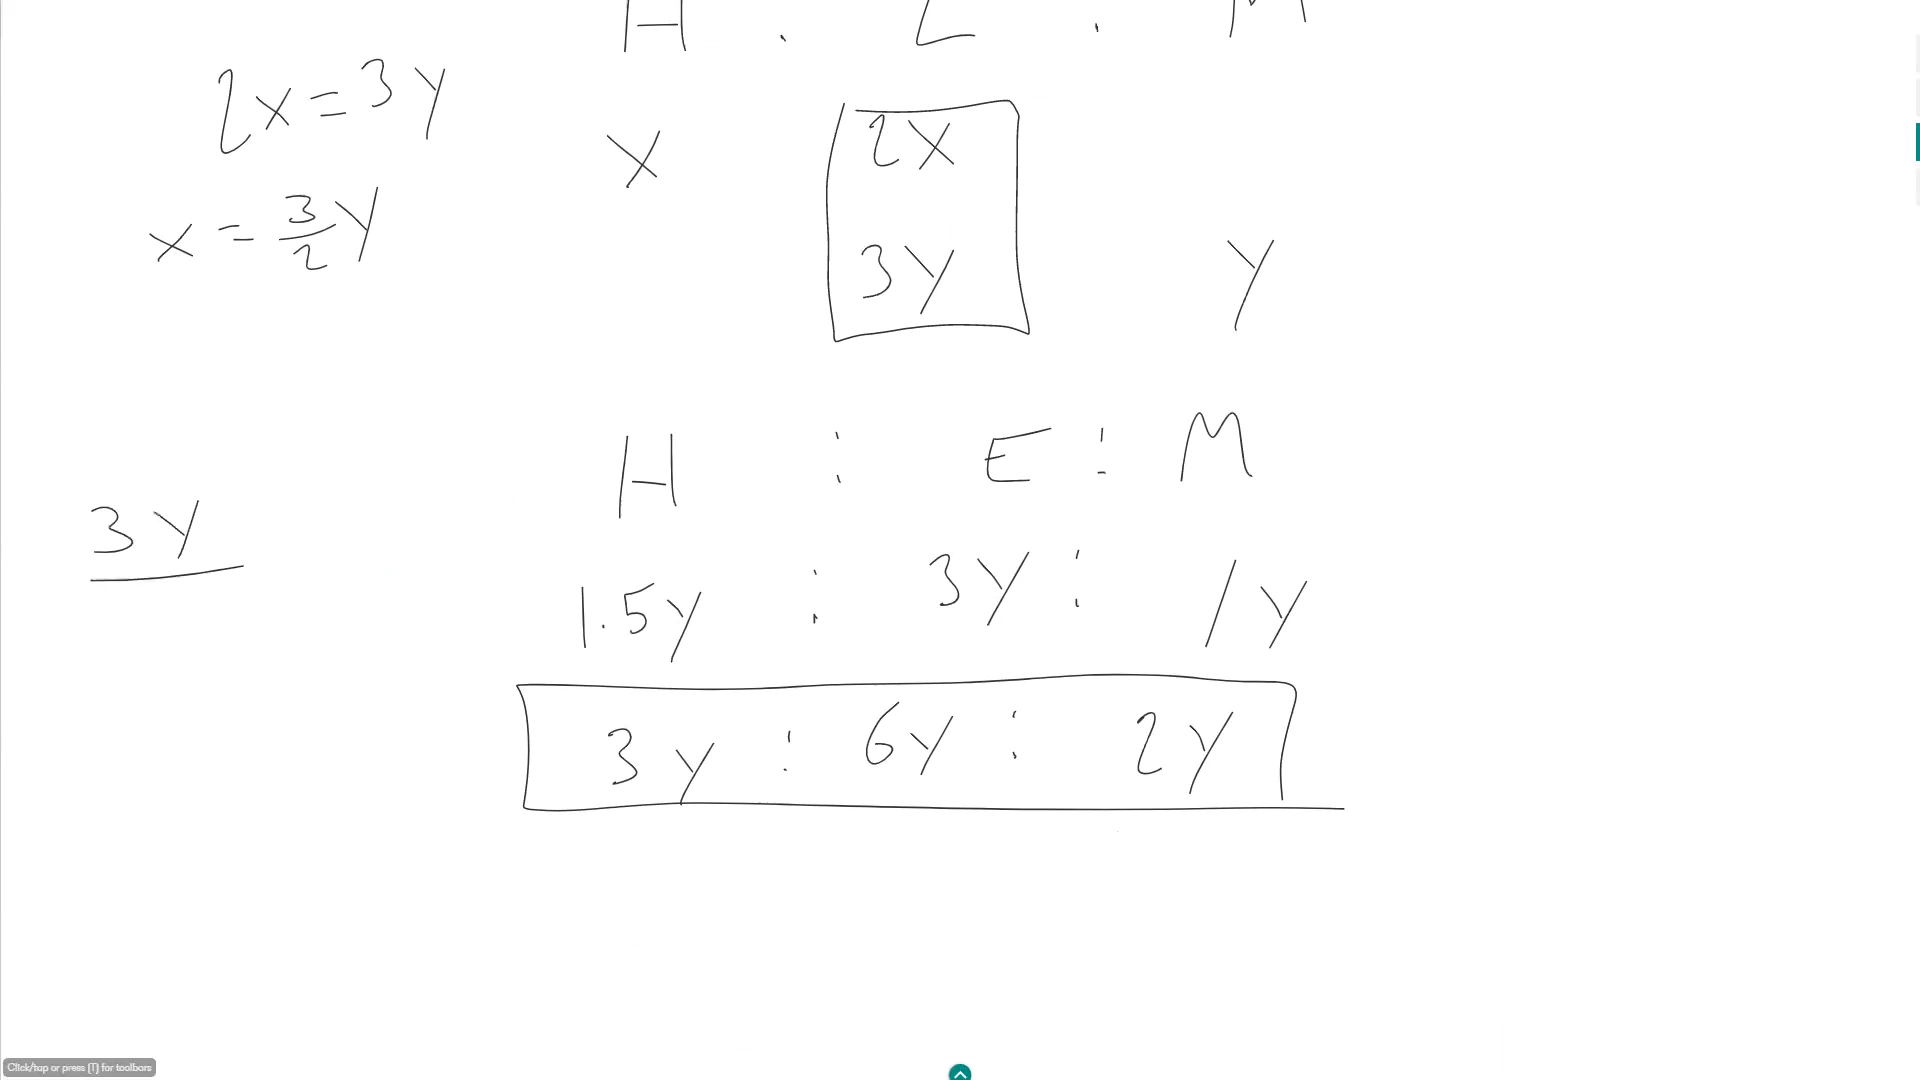 H : E : M
2x = 3y
x 2x
x = 3/2 y
3y y
H : E : M
3y
1.5y : 3y : 1y
3y : 6y : 2y
Click/tap or press [T] for toolbars